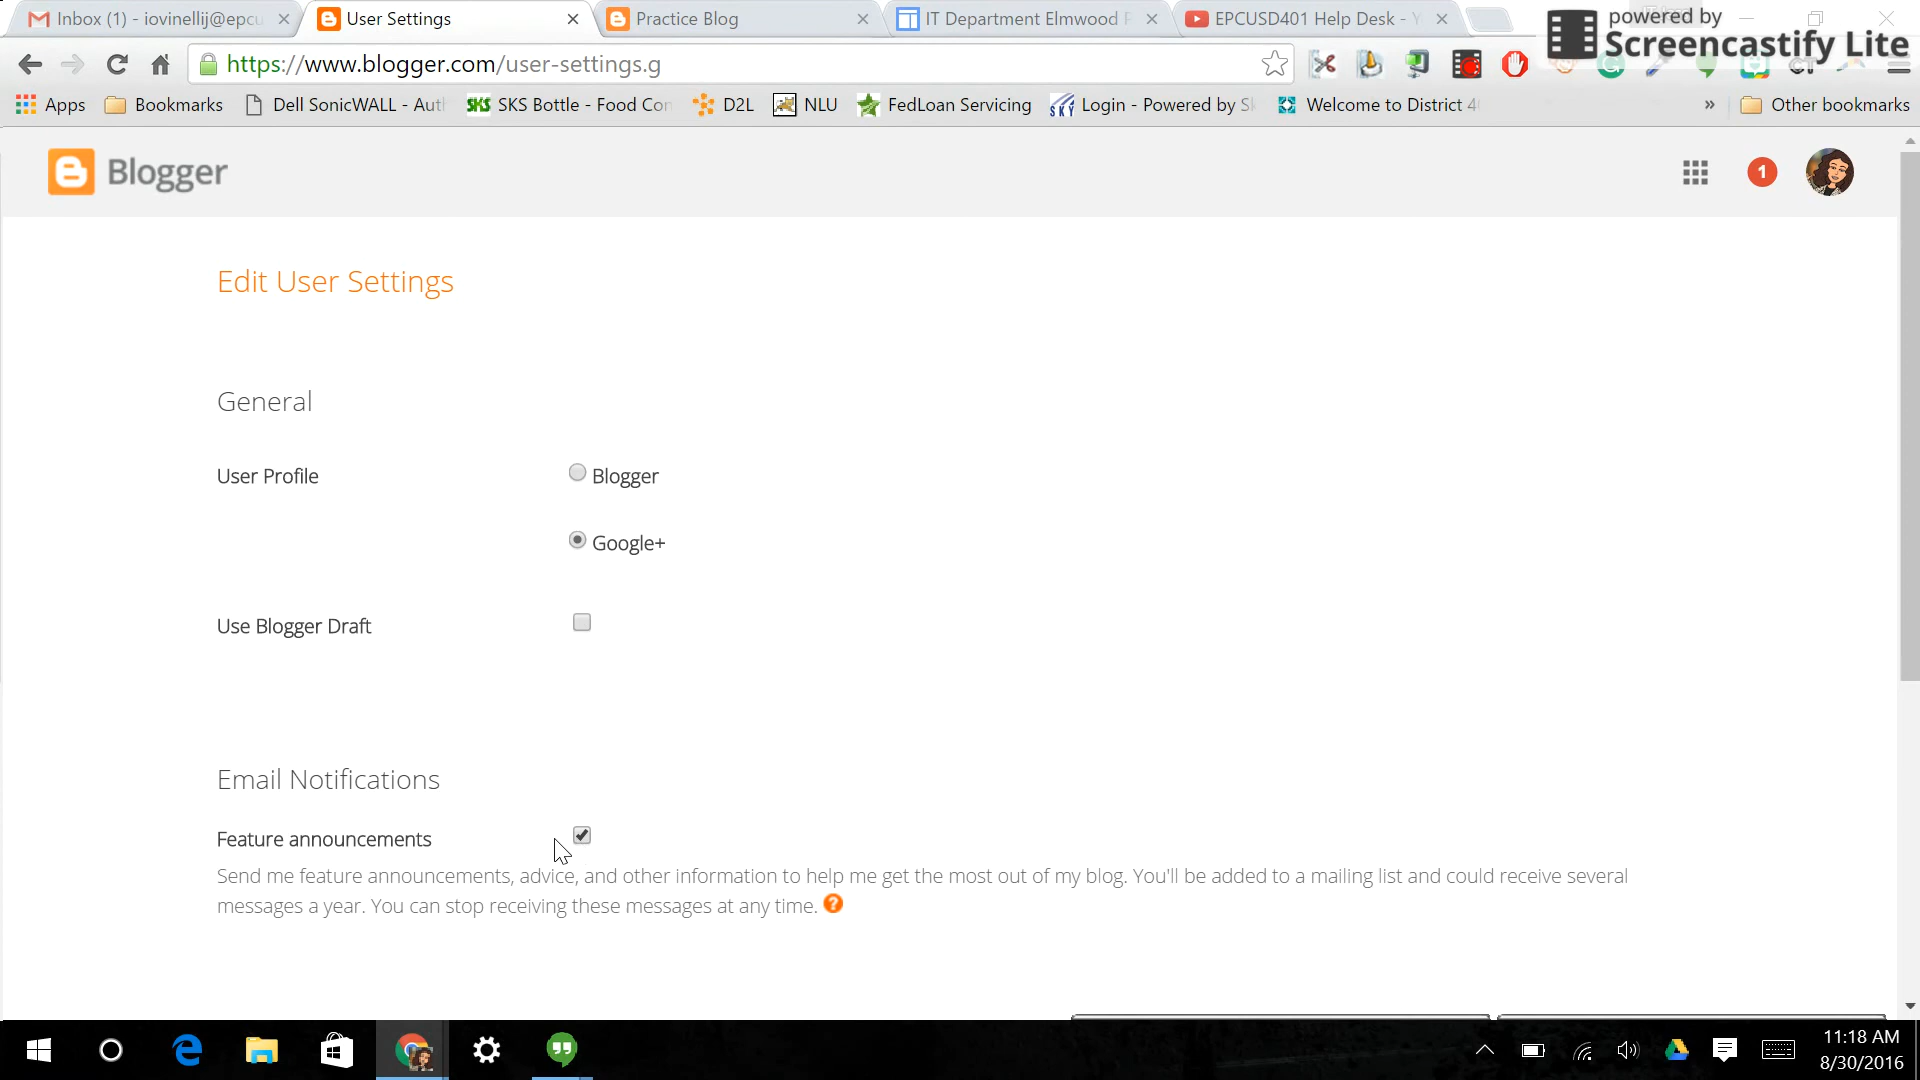 Inbox (1) - iovinellij@epcu
User Settings
Practice Blog
IT Department Elmwood
EPCUSD401 Help Desk -
powered by
Screencastify Lite
https://www.blogger.com/user-settings.g
Apps
Bookmarks
Dell SonicWALL - Aut
SKS
SKS Bottle - Food Con
D2L
NLU
FedLoan Servicing
SKY
Login - Powered by
Welcome to District 4
»
Other bookmarks
Blogger
1
Edit User Settings
General
User Profile
Blogger
Google+
Use Blogger Draft
Email Notifications
Feature announcements
Send me feature announcements, advice, and other information to help me get the most out of my blog. You'll be added to a mailing list and could receive several
messages a year. You can stop receiving these messages at any time. ?
11:18 AM
8/30/2016